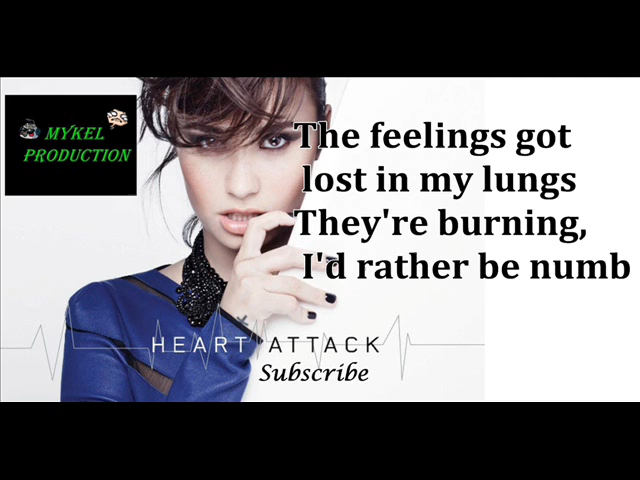 MYKEL
PRODUCTION
The feelings got
lost in my lungs
They're burning,
I'd rather be numb
HEART ATTACK
Subscribe